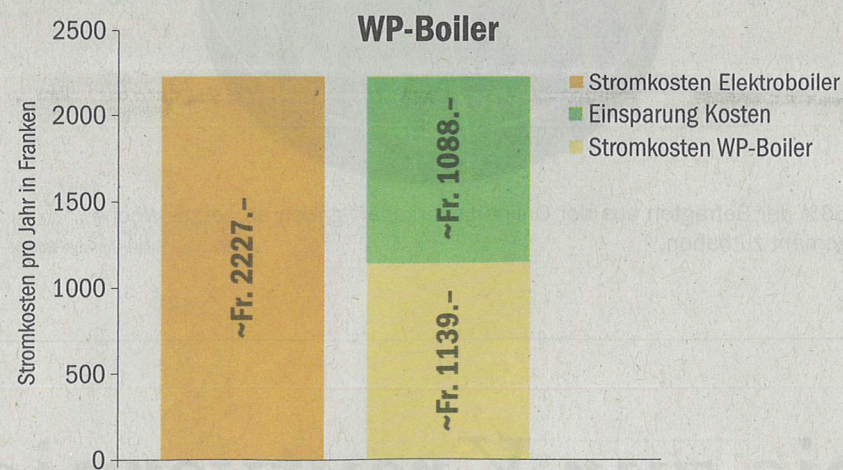 WP-Boiler
Stromkosten pro Jahr in Franken
2500
2000
1500
1000
500
0
~Fr. 2227.–
~Fr. 1088.–
~Fr. 1139.–
Stromkosten Elektroboiler
Einsparung Kosten
Stromkosten WP-Boiler